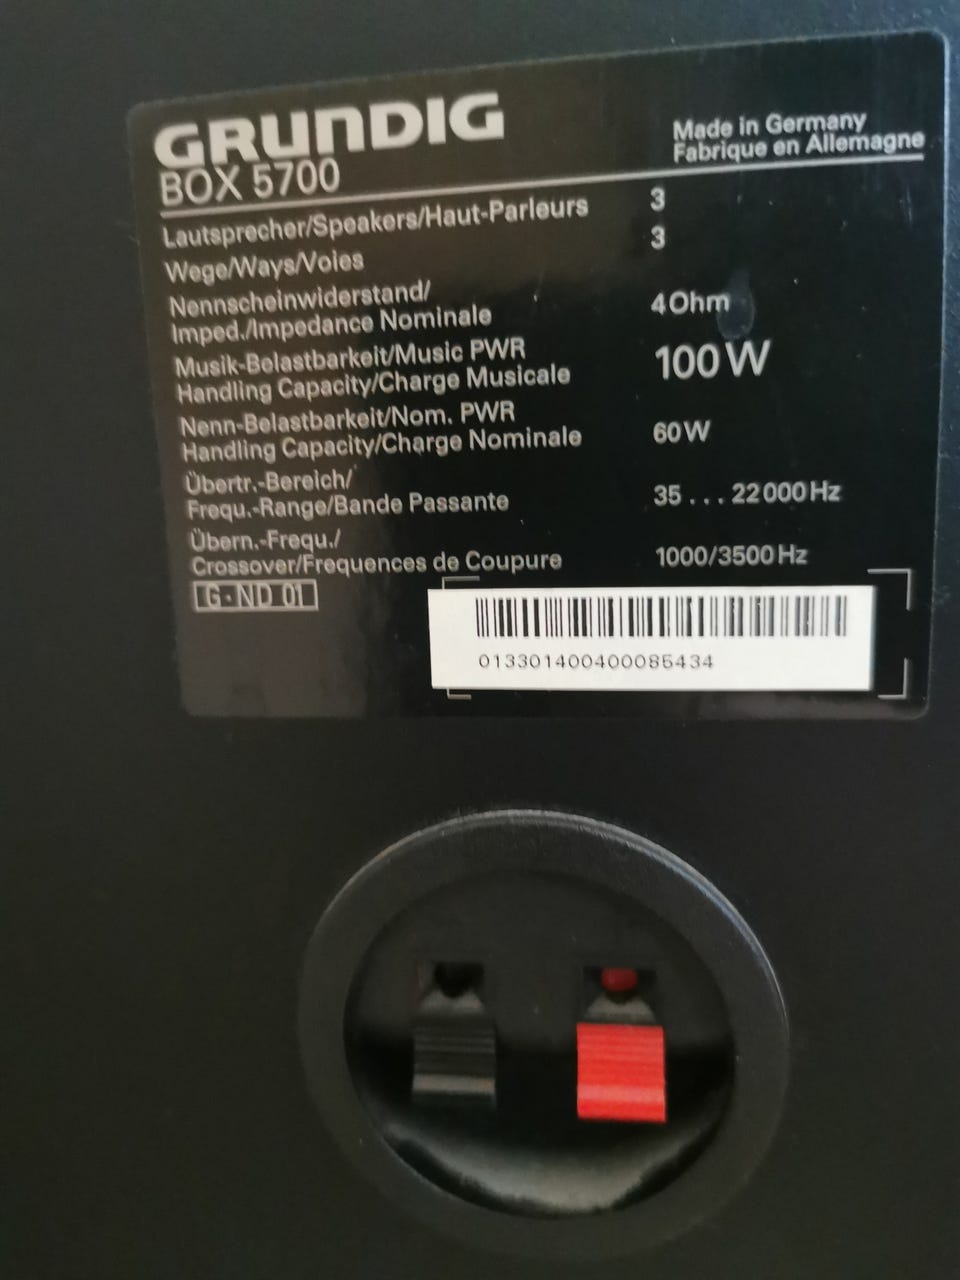 GRUNDIG
BOX 5700
Made in Germany
Fabrique en Allemagne
Lautsprecher/Speakers/Haut-Parleurs 3
Wege/Ways/Voies 3
Nennscheinwiderstand/
Imped./Impedance Nominale 4 Ohm
Musik-Belastbarkeit/Music PWR
Handling Capacity/Charge Musicale 100 W
Nenn-Belastbarkeit/Nom. PWR
Handling Capacity/Charge Nominale 60 W
Übertr.-Bereich/
Frequ.-Range/Bande Passante 35 ... 22 000 Hz
Übern.-Frequ./
Crossover/Frequences de Coupure 1000/3500 Hz
G·ND 01
013301400400085434